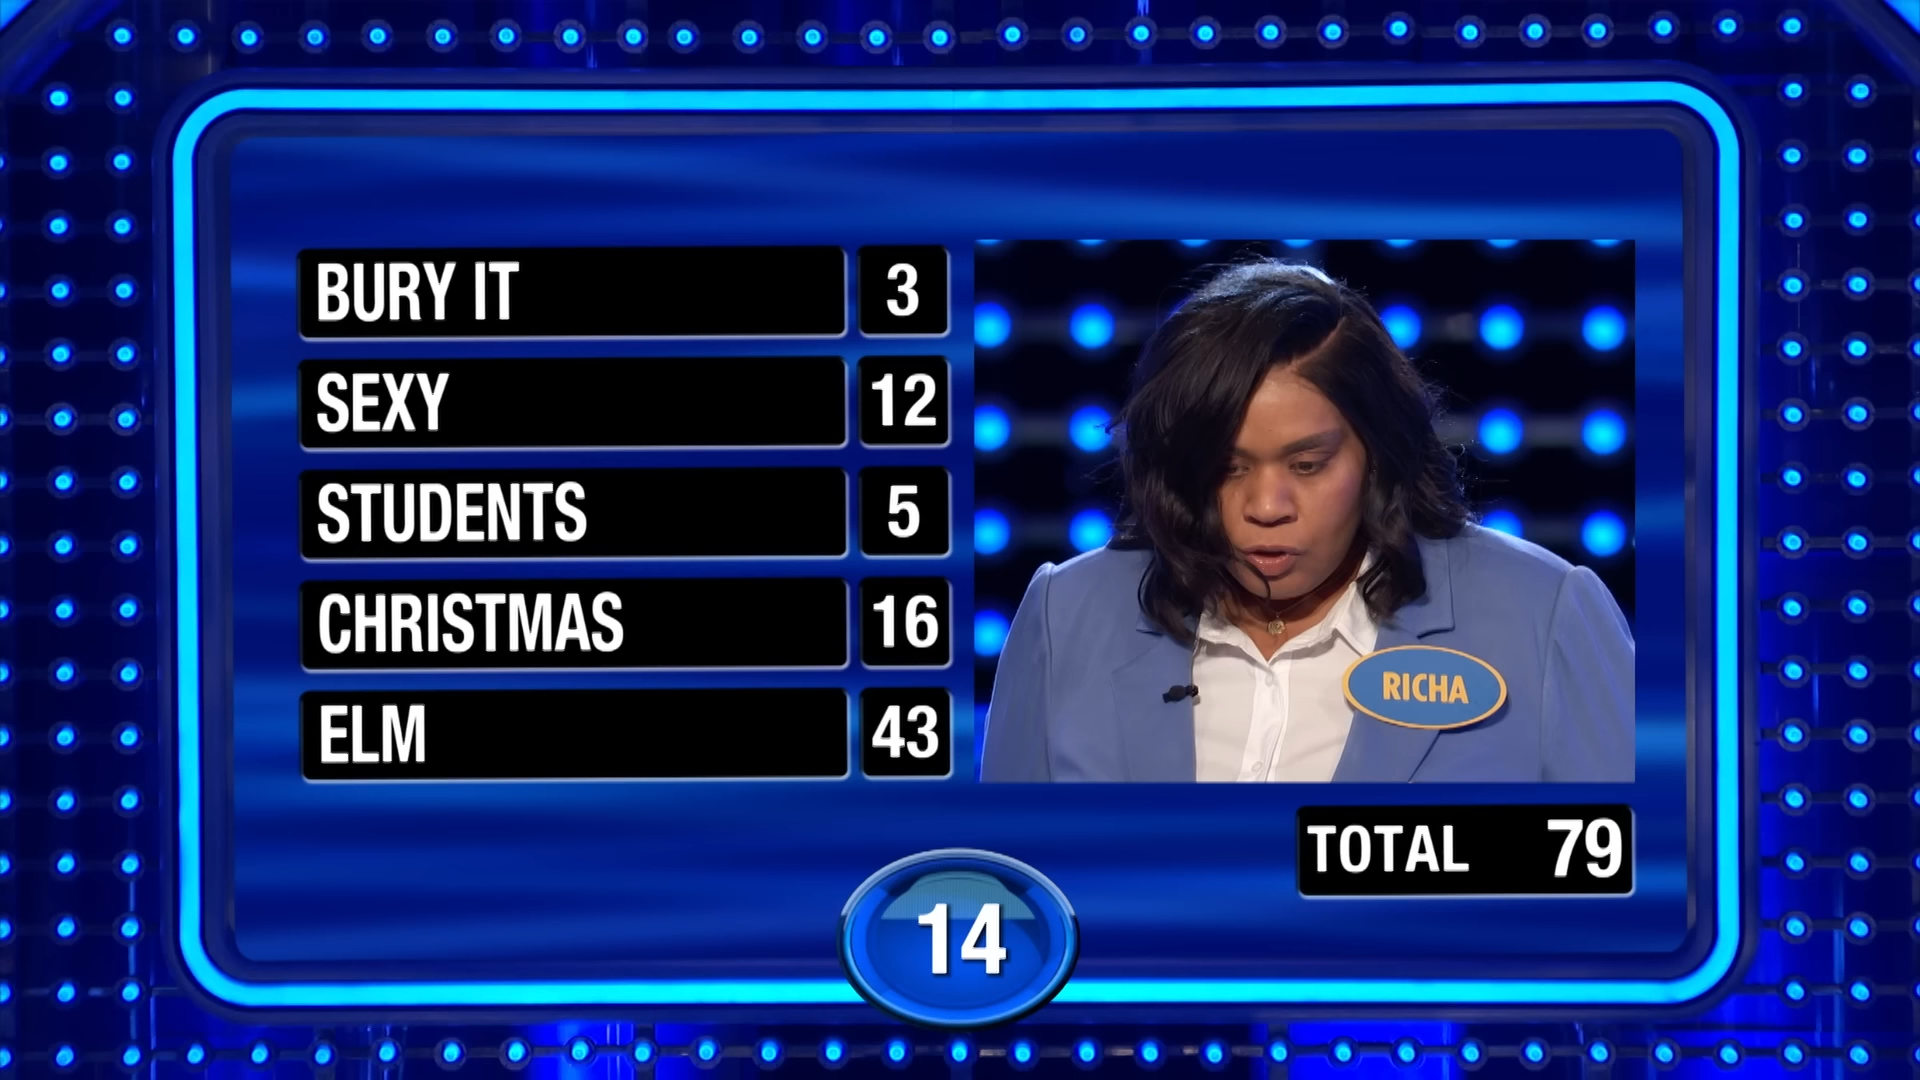 BURY IT 3
SEXY 12
STUDENTS 5
CHRISTMAS 16
ELM 43
RICHA
TOTAL 79
14